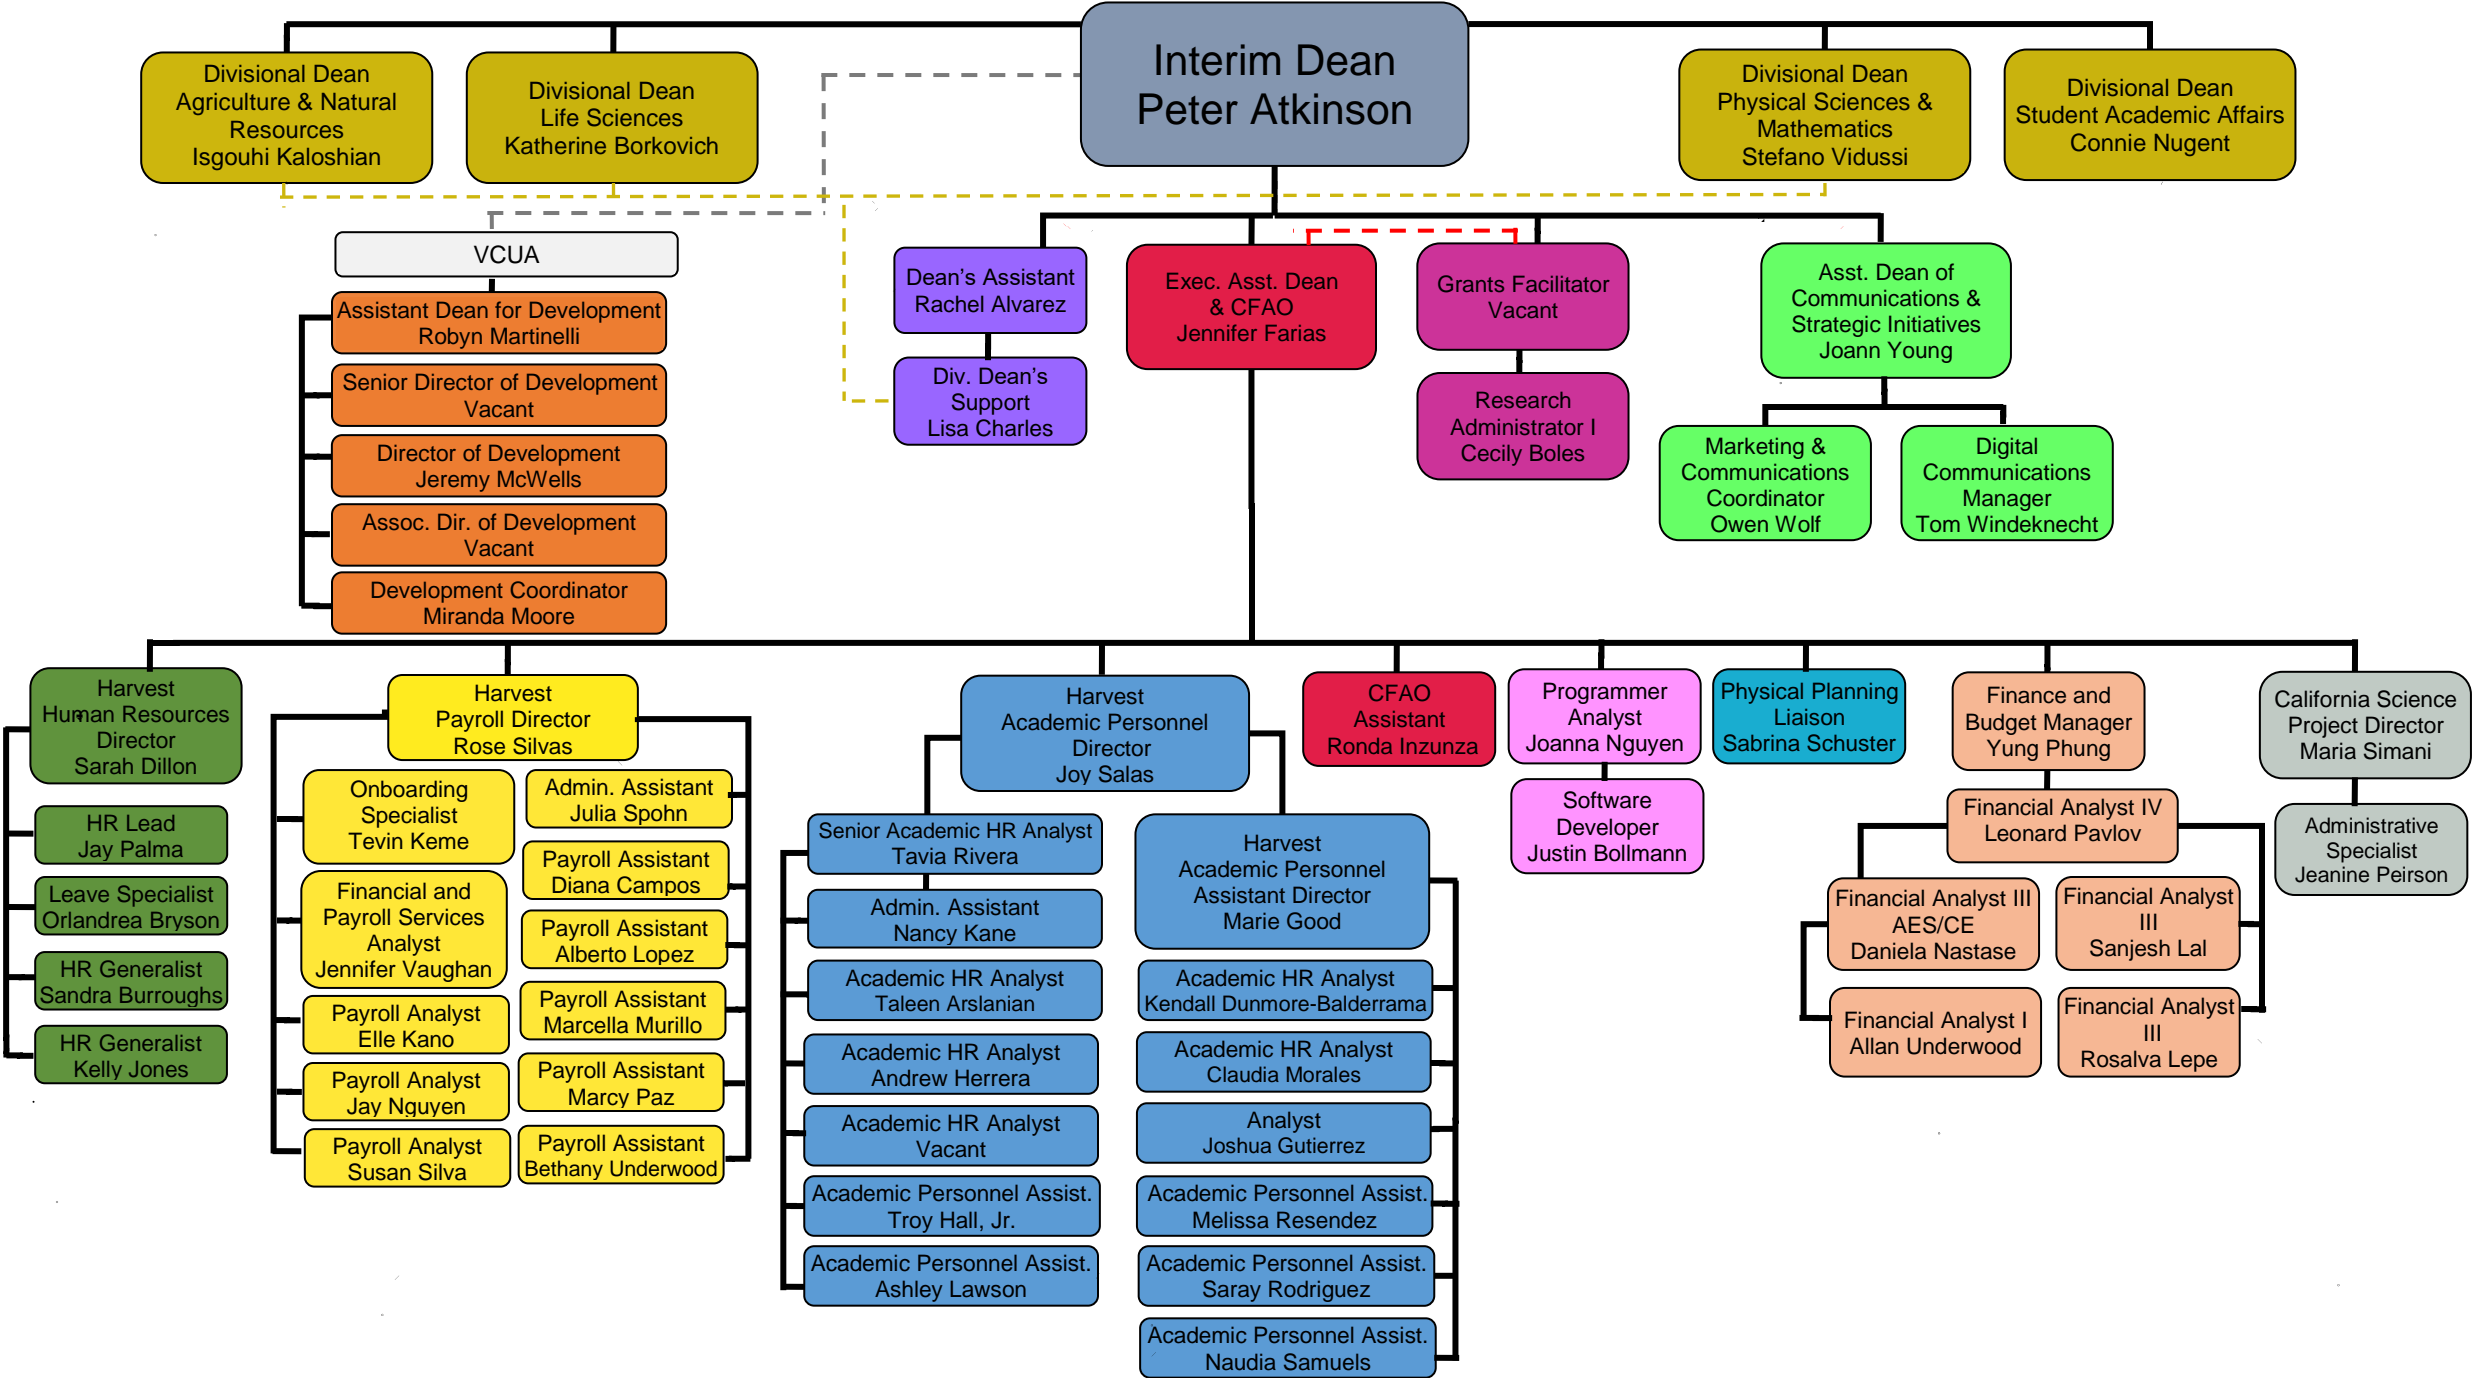 Interim Dean
Peter Atkinson
Divisional Dean
Agriculture & Natural
Resources
Isgouhi Kaloshian
Divisional Dean
Life Sciences
Katherine Borkovich
Divisional Dean
Physical Sciences &
Mathematics
Stefano Vidussi
Divisional Dean
Student Academic Affairs
Connie Nugent
VCUA
Assistant Dean for Development
Robyn Martinelli
Senior Director of Development
Vacant
Director of Development
Jeremy McWells
Assoc. Dir. of Development
Vacant
Development Coordinator
Miranda Moore
Dean's Assistant
Rachel Alvarez
Div. Dean's
Support
Lisa Charles
Exec. Asst. Dean
& CFAO
Jennifer Farias
Grants Facilitator
Vacant
Research
Administrator I
Cecily Boles
Asst. Dean of
Communications &
Strategic Initiatives
Joann Young
Marketing &
Communications
Coordinator
Owen Wolf
Digital
Communications
Manager
Tom Windeknecht
Harvest
Human Resources
Director
Sarah Dillon
HR Lead
Jay Palma
Leave Specialist
Orlandrea Bryson
HR Generalist
Sandra Burroughs
HR Generalist
Kelly Jones
Harvest
Payroll Director
Rose Silvas
Onboarding
Specialist
Tevin Keme
Financial and
Payroll Services
Analyst
Jennifer Vaughan
Payroll Analyst
Elle Kano
Payroll Analyst
Jay Nguyen
Payroll Analyst
Susan Silva
Admin. Assistant
Julia Spohn
Payroll Assistant
Diana Campos
Payroll Assistant
Alberto Lopez
Payroll Assistant
Marcella Murillo
Payroll Assistant
Marcy Paz
Payroll Assistant
Bethany Underwood
Harvest
Academic Personnel
Director
Joy Salas
Senior Academic HR Analyst
Tavia Rivera
Admin. Assistant
Nancy Kane
Academic HR Analyst
Taleen Arslanian
Academic HR Analyst
Andrew Herrera
Academic HR Analyst
Vacant
Academic Personnel Assist.
Troy Hall, Jr.
Academic Personnel Assist.
Ashley Lawson
Harvest
Academic Personnel
Assistant Director
Marie Good
Academic HR Analyst
Kendall Dunmore-Balderrama
Academic HR Analyst
Claudia Morales
Analyst
Joshua Gutierrez
Academic Personnel Assist.
Melissa Resendez
Academic Personnel Assist.
Saray Rodriguez
Academic Personnel Assist.
Naudia Samuels
CFAO
Assistant
Ronda Inzunza
Programmer
Analyst
Joanna Nguyen
Software
Developer
Justin Bollmann
Physical Planning
Liaison
Sabrina Schuster
Finance and
Budget Manager
Yung Phung
Financial Analyst IV
Leonard Pavlov
Financial Analyst III
AES/CE
Daniela Nastase
Financial Analyst I
Allan Underwood
Financial Analyst
III
Sanjesh Lal
Financial Analyst
III
Rosalva Lepe
California Science
Project Director
Maria Simani
Administrative
Specialist
Jeanine Peirson